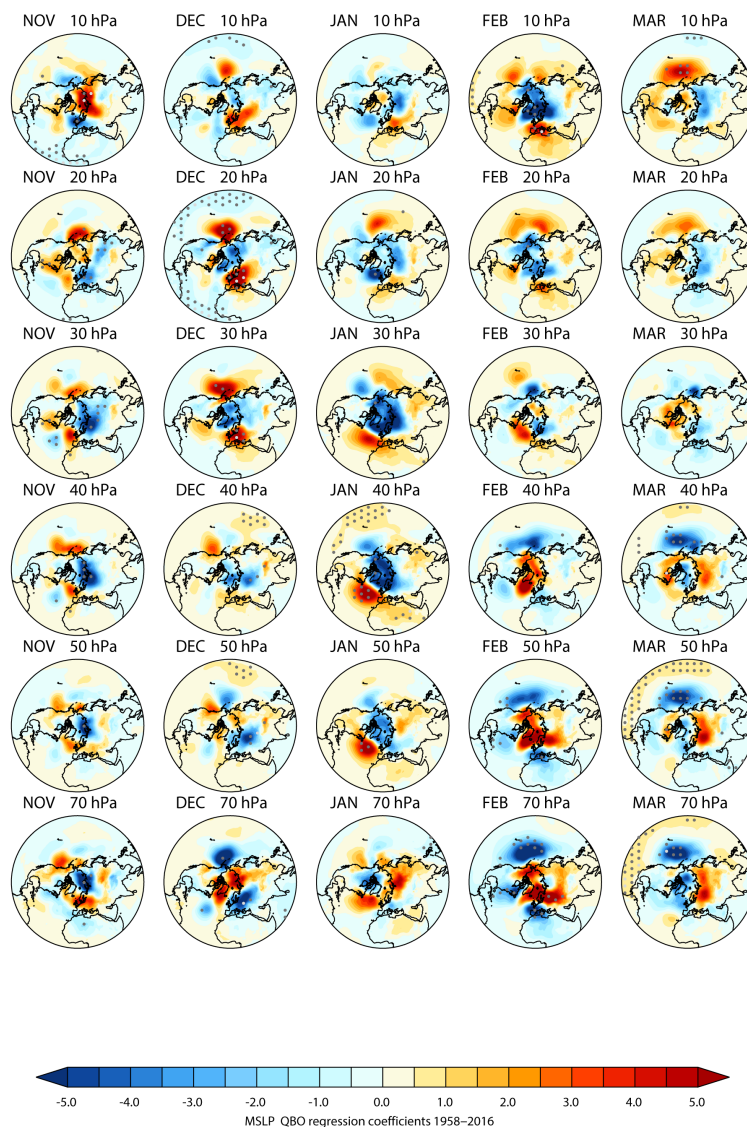 NOV 10 hPa DEC 10 hPa JAN 10 hPa FEB 10 hPa MAR 10 hPa
NOV 20 hPa DEC 20 hPa JAN 20 hPa FEB 20 hPa MAR 20 hPa
NOV 30 hPa DEC 30 hPa JAN 30 hPa FEB 30 hPa MAR 30 hPa
NOV 40 hPa DEC 40 hPa JAN 40 hPa FEB 40 hPa MAR 40 hPa
NOV 50 hPa DEC 50 hPa JAN 50 hPa FEB 50 hPa MAR 50 hPa
NOV 70 hPa DEC 70 hPa JAN 70 hPa FEB 70 hPa MAR 70 hPa
-5.0 -4.0 -3.0 -2.0 -1.0 0.0 1.0 2.0 3.0 4.0 5.0
MSLP QBO regression coefficients 1958–2016